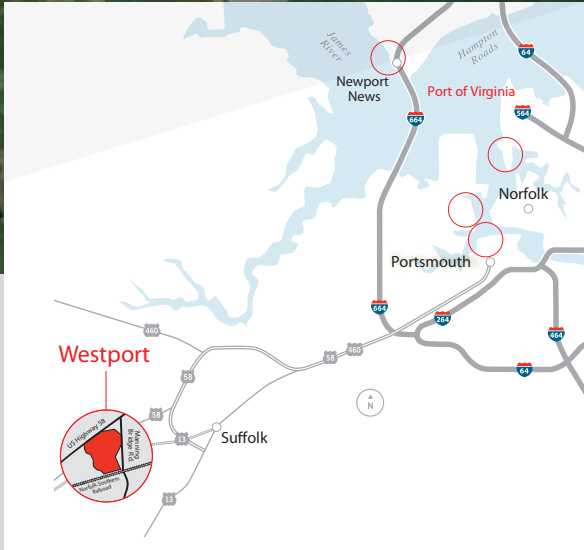 James
River
Hampton
Roads
64
Newport
News
Port of Virginia
664
564
Norfolk
Portsmouth
664
264
464
460
460
58
64
Westport
58
N
58
US Highway 58
Manning
Bridge Rd.
13
Suffolk
Norfolk Southern
Railroad
13